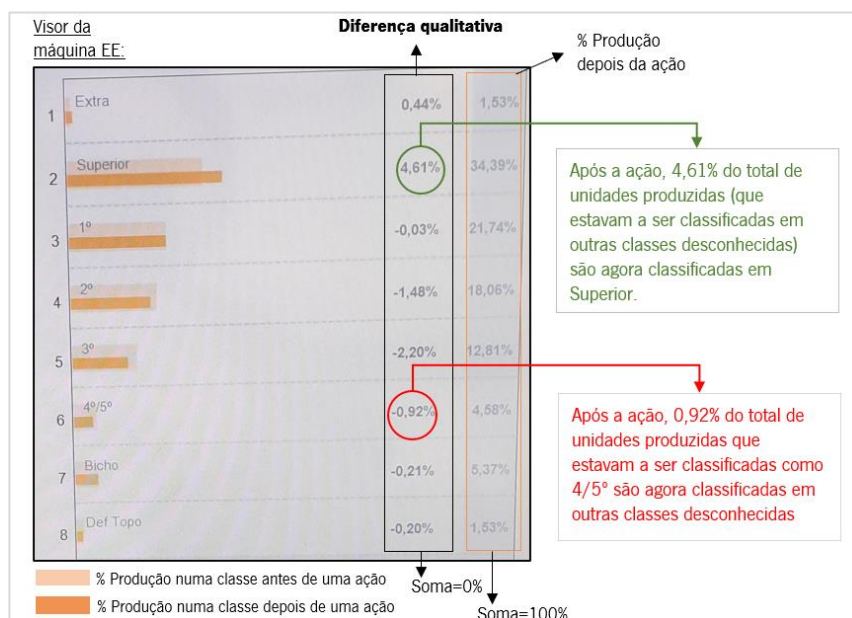 Visor da
máquina EE:
Diferença qualitativa
% Produção
depois da ação
1 Extra 0,44% 1,53%
2 Superior 4,61% 34,39%
3 1º -0,03% 21,74%
4 2º -1,48% 18,06%
5 3º -2,20% 12,81%
6 4º/5º -0,92% 4,58%
7 Bicho -0,21% 5,37%
8 Def Topo -0,20% 1,53%
Após a ação, 4,61% do total de
unidades produzidas (que
estavam a ser classificadas em
outras classes desconhecidas)
são agora classificadas em
Superior.
Após a ação, 0,92% do total de
unidades produzidas que
estavam a ser classificadas como
4/5° são agora classificadas em
outras classes desconhecidas
% Produção numa classe antes de uma ação
% Produção numa classe depois de uma ação
Soma=0%
Soma=100%